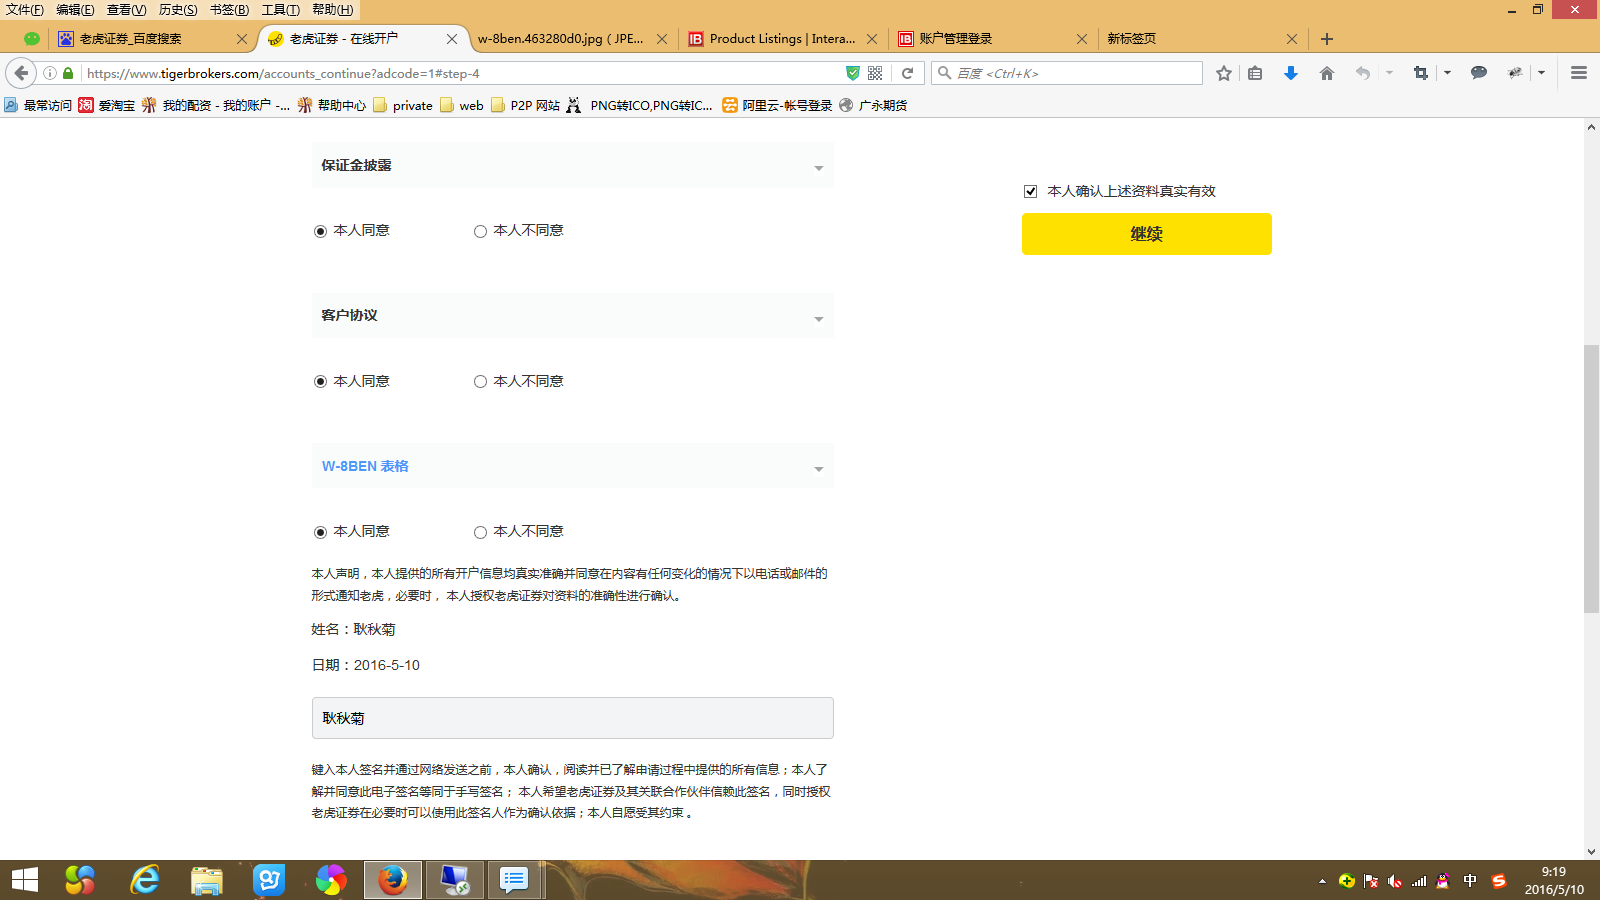 文件(F) 编辑(E) 查看(V) 历史(S) 书签(B) 工具(T) 帮助(H)
老虎证券_百度搜索 老虎证券 - 在线开户 w-8ben.463280d0.jpg ( JPE... IB Product Listings | Intera... IB 账户管理登录 新标签页
https://www.tigerbrokers.com/accounts_continue?adcode=1#step-4 百度 <Ctrl+K>
最常访问 淘 爱淘宝 我的配资 - 我的账户 -... 帮助中心 private web P2P 网站 PNG转ICO,PNG转IC... 阿里云-帐号登录 广永期货
保证金披露
本人确认上述资料真实有效
本人同意 本人不同意
继续
客户协议
本人同意 本人不同意
W-8BEN 表格
本人同意 本人不同意
本人声明，本人提供的所有开户信息均真实准确并同意在内容有任何变化的情况下以电话或邮件的
形式通知老虎，必要时， 本人授权老虎证券对资料的准确性进行确认。
姓名：耿秋菊
日期：2016-5-10
耿秋菊
键入本人签名并通过网络发送之前，本人确认，阅读并已了解申请过程中提供的所有信息；本人了
解并同意此电子签名等同于手写签名； 本人希望老虎证券及其关联合作伙伴信赖此签名，同时授权
老虎证券在必要时可以使用此签名人作为确认依据；本人自愿受其约束 。
中 S 9:19
2016/5/10